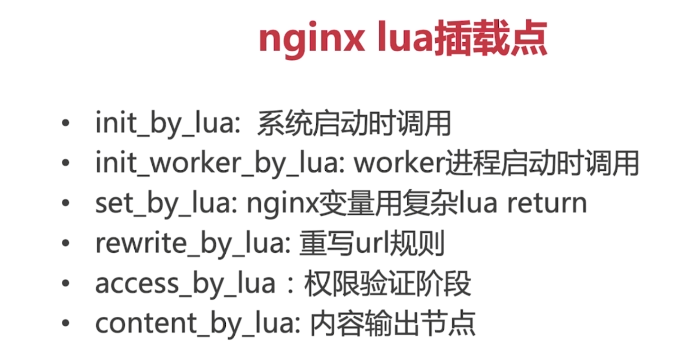 nginx lua插载点
• init_by_lua: 系统启动时调用
• init_worker_by_lua: worker进程启动时调用
• set_by_lua: nginx变量用复杂lua return
• rewrite_by_lua: 重写url规则
• access_by_lua：权限验证阶段
• content_by_lua: 内容输出节点